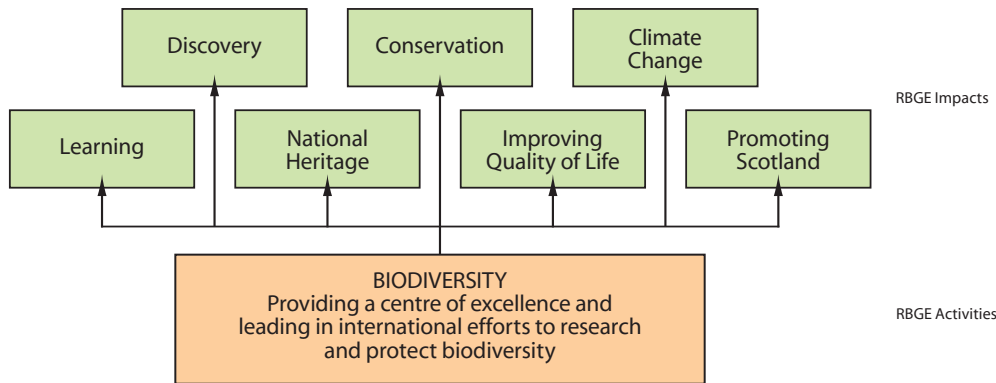 Discovery
Conservation
Climate
Change
RBGE Impacts
Learning
National
Heritage
Improving
Quality of Life
Promoting
Scotland
BIODIVERSITY
Providing a centre of excellence and
leading in international efforts to research
and protect biodiversity
RBGE Activities